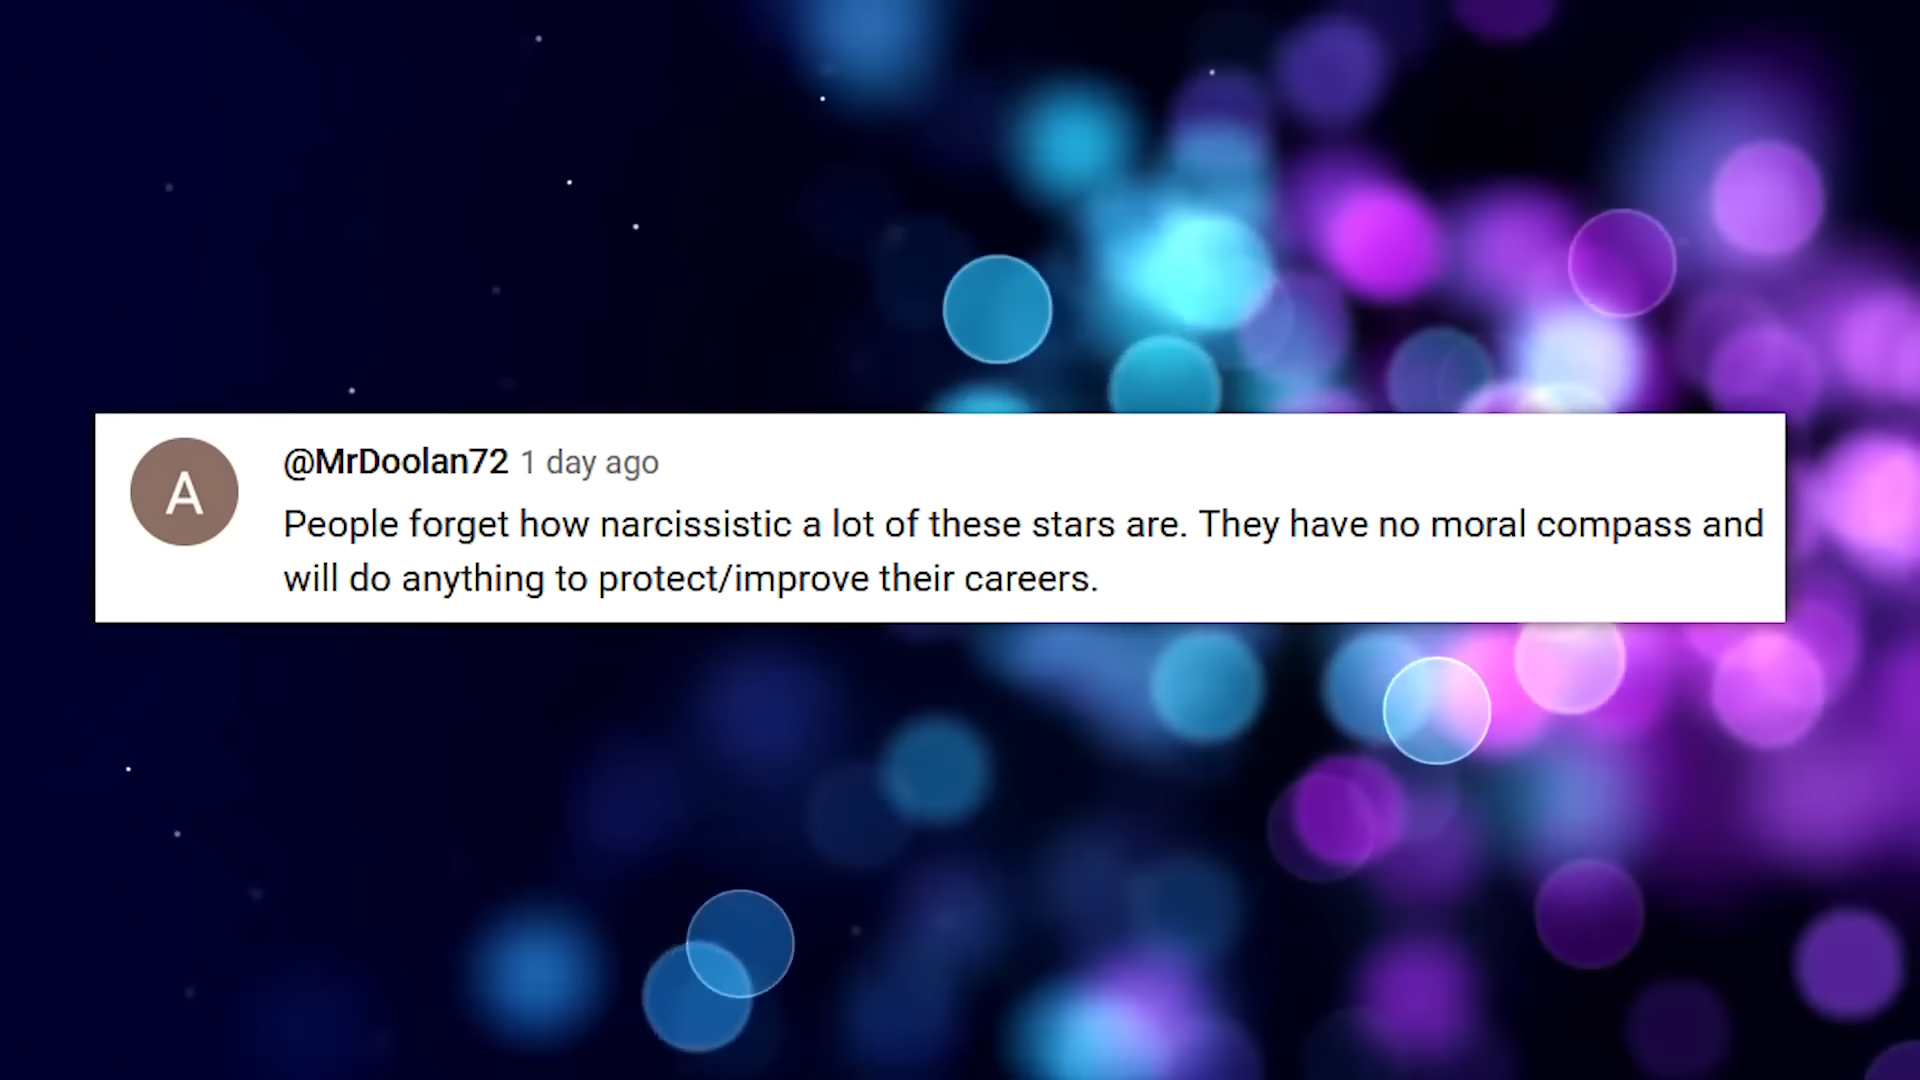 A
@MrDoolan72 1 day ago
People forget how narcissistic a lot of these stars are. They have no moral compass and
will do anything to protect/improve their careers.